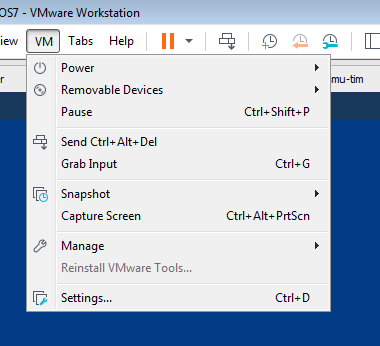 OS7 - VMware Workstation
iew VM Tabs Help
r mu-tim
Power
Removable Devices
Pause Ctrl+Shift+P
Send Ctrl+Alt+Del
Grab Input Ctrl+G
Snapshot
Capture Screen Ctrl+Alt+PrtScn
Manage
Reinstall VMware Tools...
Settings... Ctrl+D